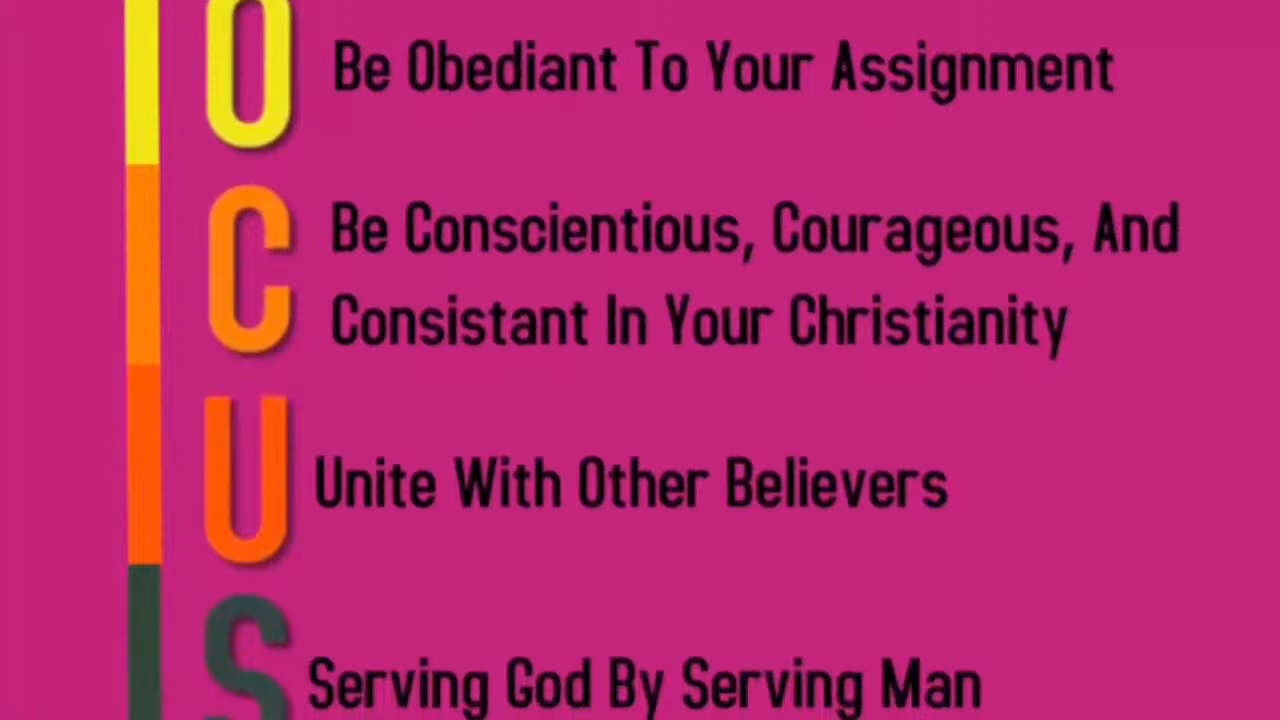 O Be Obediant To Your Assignment
C Be Conscientious, Courageous, And
Consistant In Your Christianity
U Unite With Other Believers
S Serving God By Serving Man